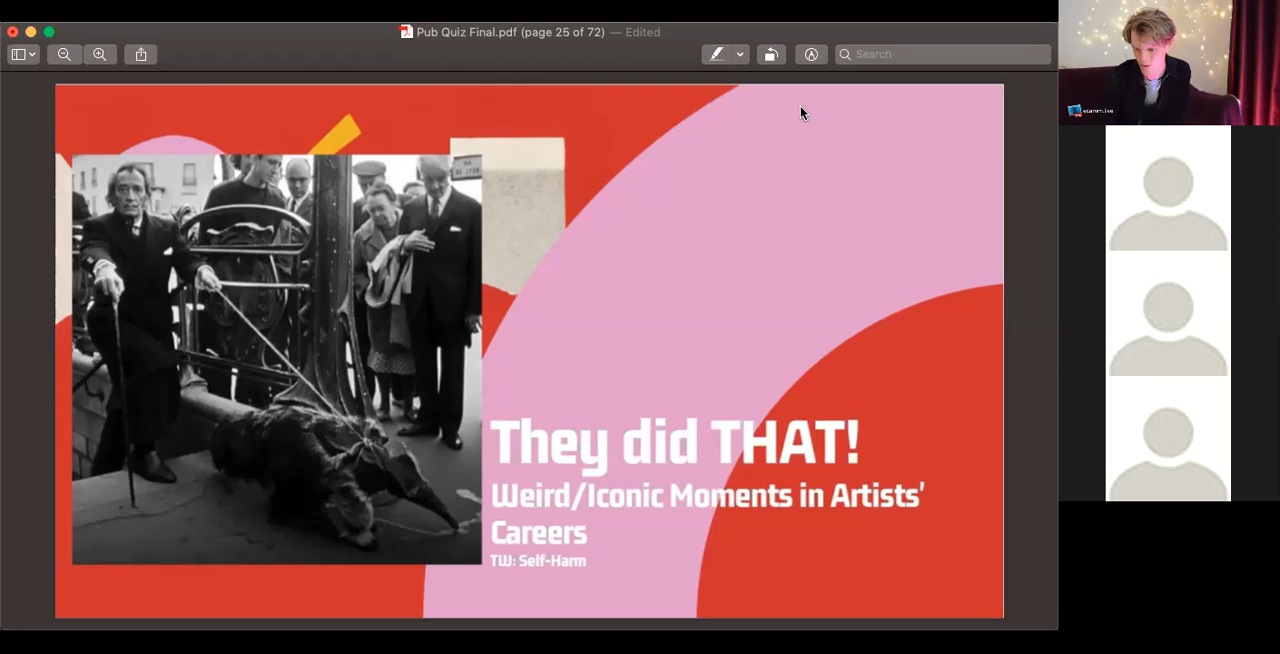 Pub Quiz Final.pdf (page 25 of 72) — Edited
Search
They did THAT!
Weird/Iconic Moments in Artists'
Careers
TW: Self-Harm